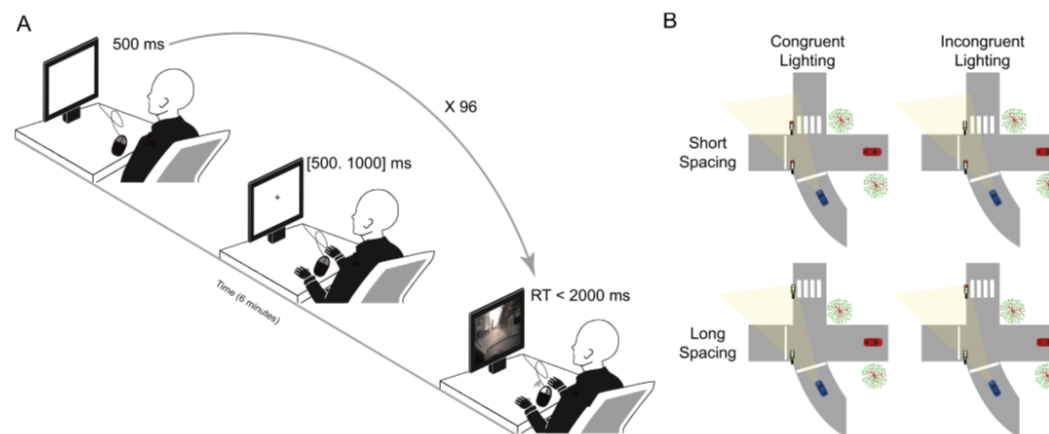 A
500 ms
X 96
[500. 1000] ms
Time (6 minutes)
RT < 2000 ms
B
Congruent
Lighting
Incongruent
Lighting
Short
Spacing
Long
Spacing